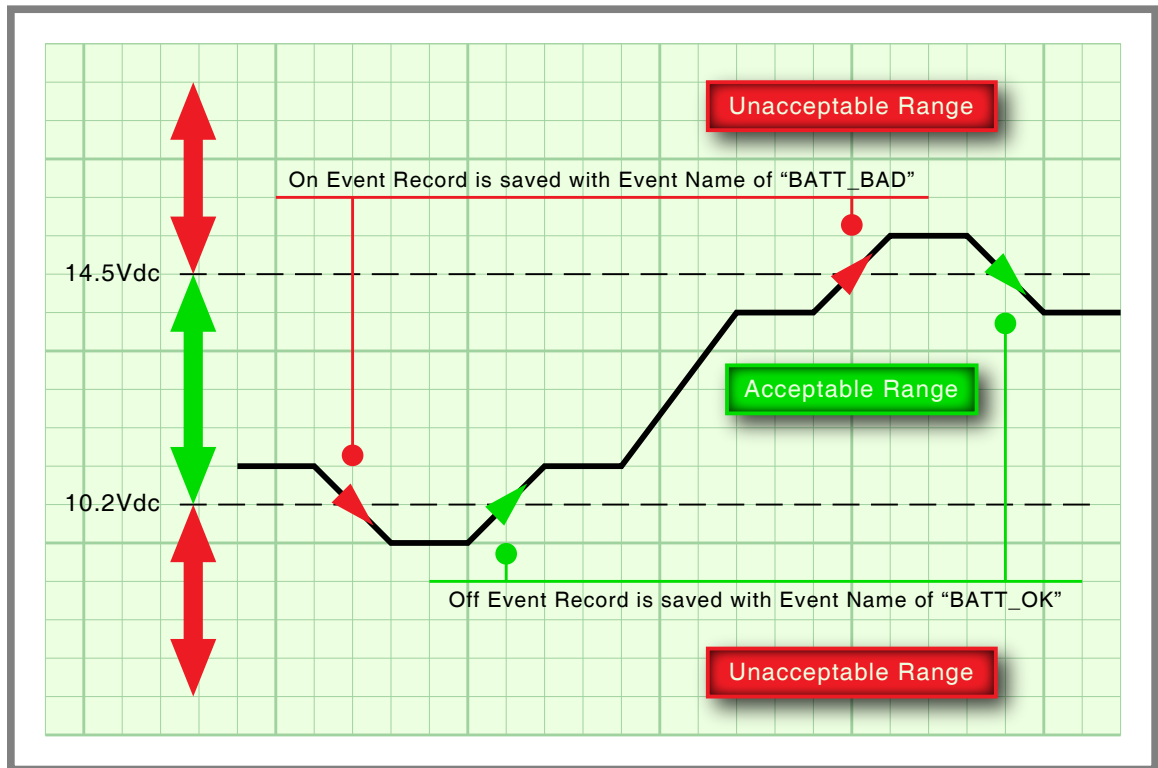 Unacceptable Range
On Event Record is saved with Event Name of “BATT_BAD”
14.5Vdc
Acceptable Range
10.2Vdc
Off Event Record is saved with Event Name of “BATT_OK”
Unacceptable Range